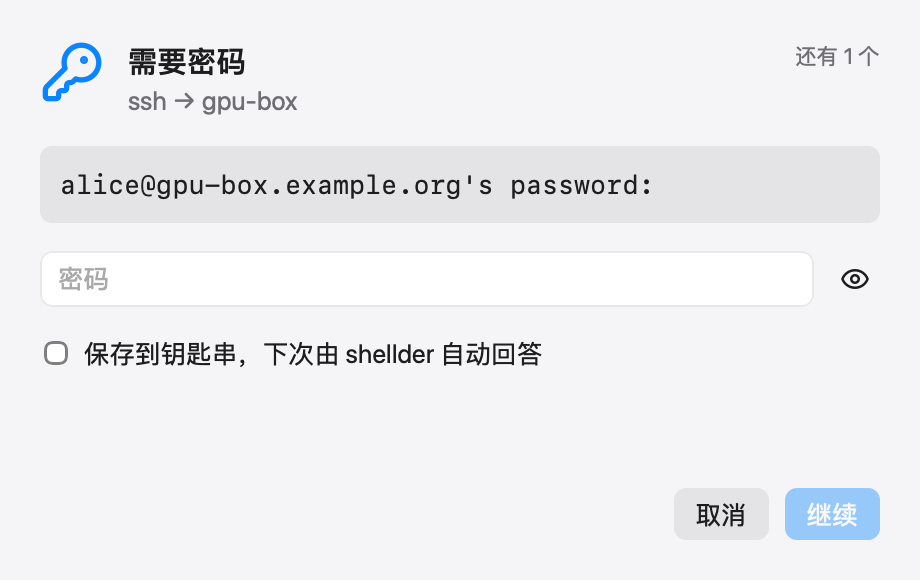 需要密码
还有 1 个
ssh → gpu-box
alice@gpu-box.example.org's password:
密码
保存到钥匙串，下次由 shellder 自动回答
取消
继续